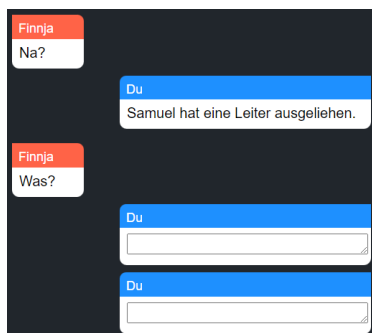 Finnja
Na?
Du
Samuel hat eine Leiter ausgeliehen.
Finnja
Was?
Du
Du